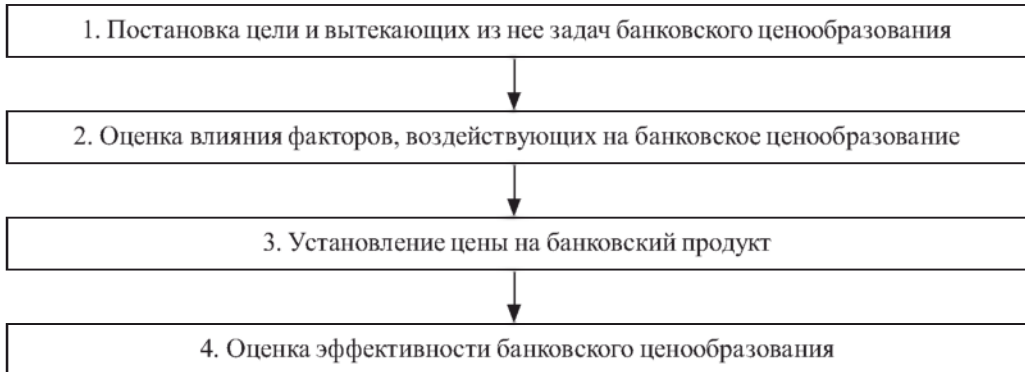 1. Постановка цели и вытекающих из нее задач банковского ценообразования
2. Оценка влияния факторов, воздействующих на банковское ценообразование
3. Установление цены на банковский продукт
4. Оценка эффективности банковского ценообразования